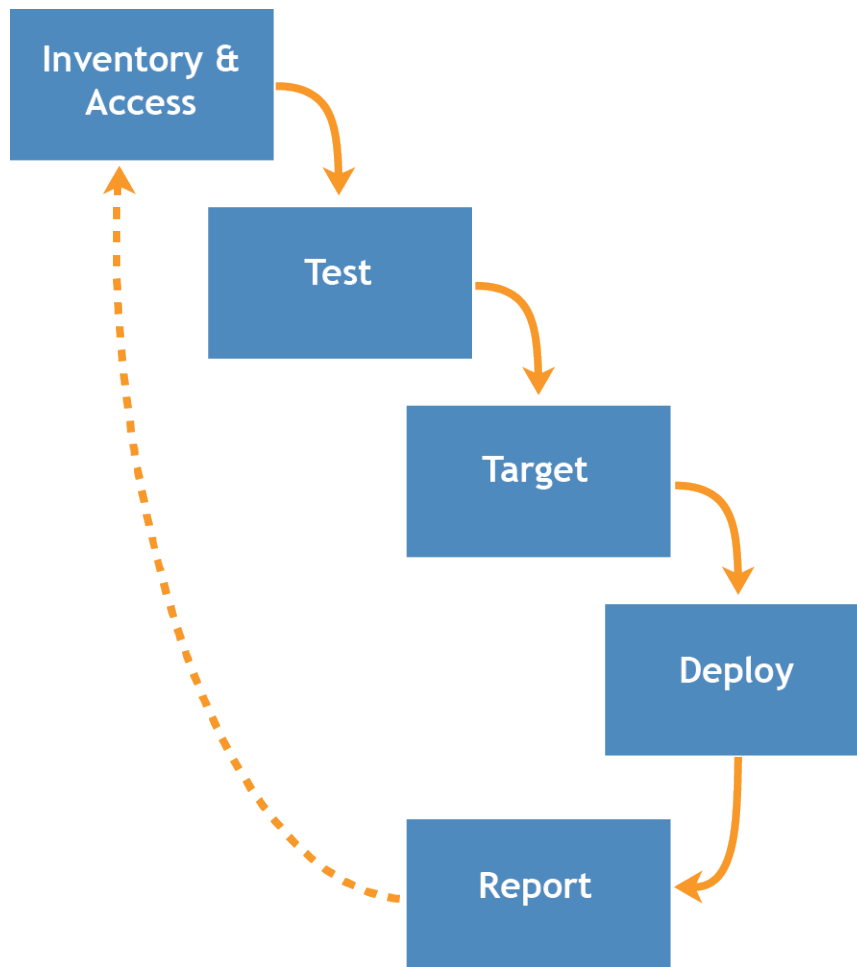 Inventory &
Access
Test
Target
Deploy
Report